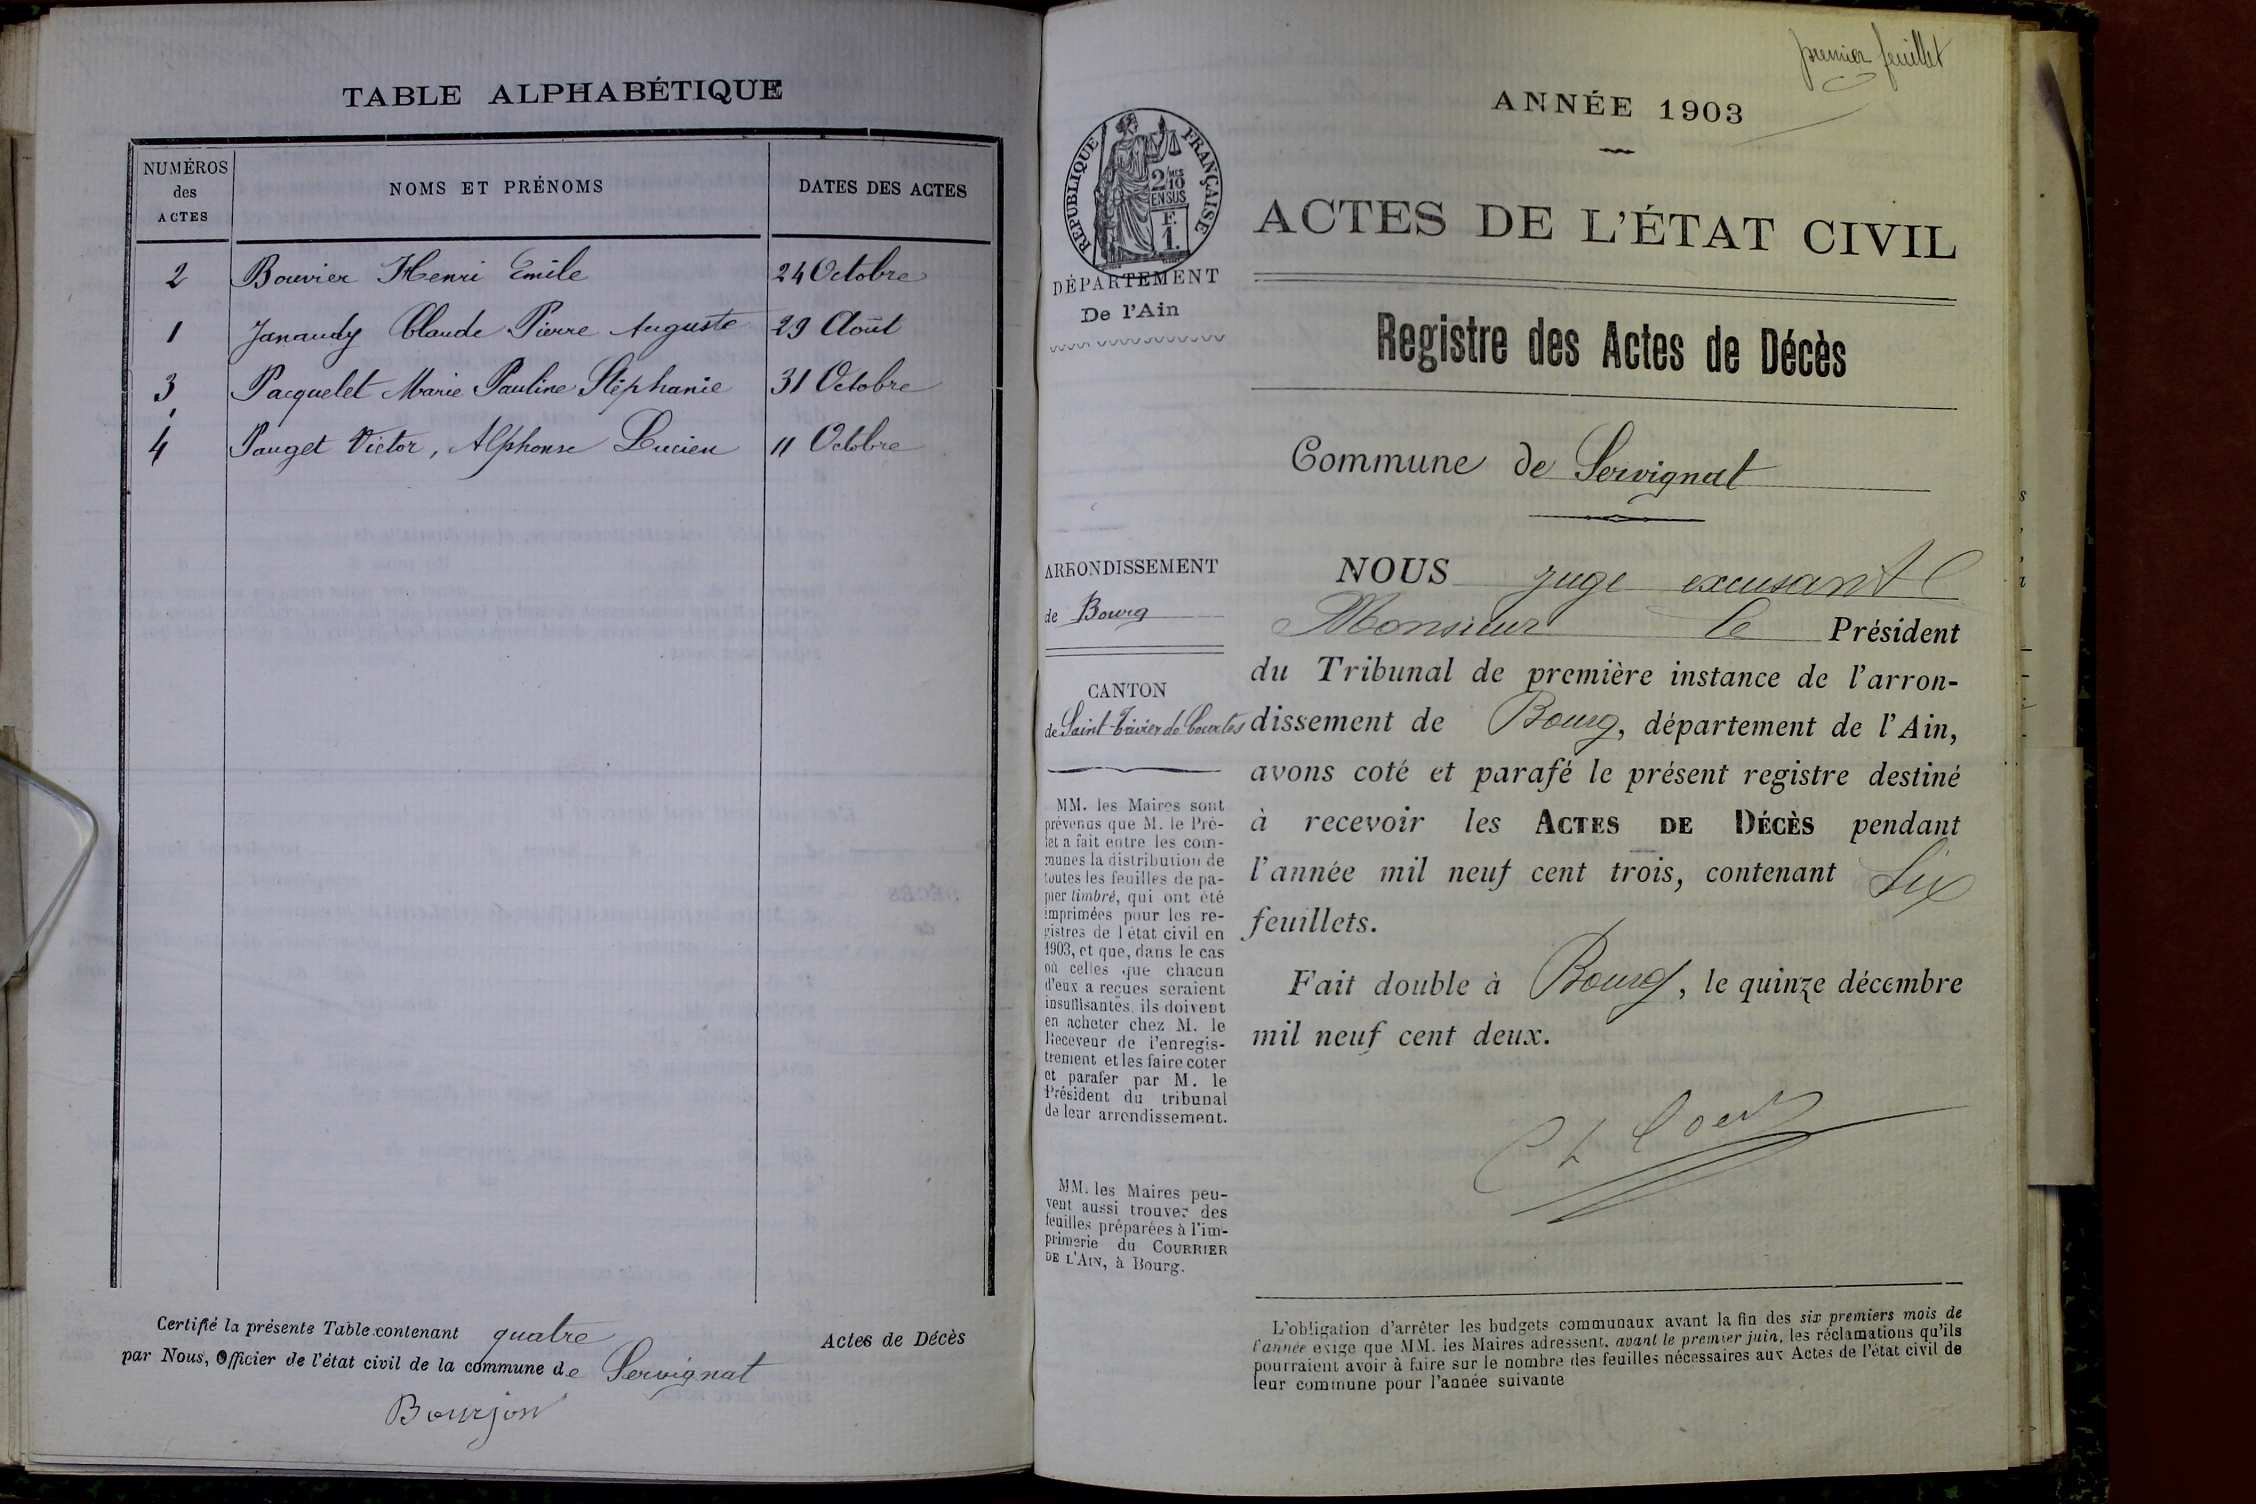 TABLE ALPHABÉTIQUE
NUMÉROS
des
ACTES
NOMS ET PRÉNOMS
DATES DES ACTES
2 Bouvier Henri Emile 24 Octobre
1 Janaudy Claude Pierre Auguste 29 Août
3 Pacquelet Marie Pauline Stéphanie 31 Octobre
4 Pauget Victor, Alphonse Lucien 11 Octobre
Certifié la présente Table contenant quatre Actes de Décès
par Nous, Officier de l'état civil de la commune de Servignat
Bourjon
premier feuillet
ANNÉE 1903
RÉPUBLIQUE FRANÇAISE
2/10
EN SUS
F.
1.
DÉPARTEMENT
De l'Ain
ACTES DE L'ÉTAT CIVIL
Registre des Actes de Décès
Commune de Servignat
ARRONDISSEMENT
de Bourg
CANTON
de Saint-Trivier de Courtes
MM. les Maires sont
prévenus que M. le Pré-
fet a fait entre les com-
munes la distribution de
toutes les feuilles de pa-
pier timbré, qui ont été
imprimées pour les re-
gistres de l'état civil en
1903, et que, dans le cas
où celles que chacun
d'eux a reçues seraient
insuffisantes, ils doivent
en acheter chez M. le
Receveur de l'enregis-
trement et les faire coter
et parafer par M. le
Président du tribunal
de leur arrondissement.
MM. les Maires peu-
vent aussi trouver des
feuilles préparées à l'im-
primerie du COURRIER
DE L'AIN, à Bourg.
NOUS juge excusant
Monsieur le Président
du Tribunal de première instance de l'arron-
dissement de Bourg, département de l'Ain,
avons coté et parafé le présent registre destiné
à recevoir les ACTES DE DÉCÈS pendant
l'année mil neuf cent trois, contenant Six
feuillets.
Fait double à Bourg, le quinze décembre
mil neuf cent deux.
L'obligation d'arrêter les budgets communaux avant la fin des six premiers mois de
l'année exige que MM. les Maires adressent, avant le premier juin, les réclamations qu'ils
pourraient avoir à faire sur le nombre des feuilles nécessaires aux Actes de l'état civil de
leur commune pour l'année suivante